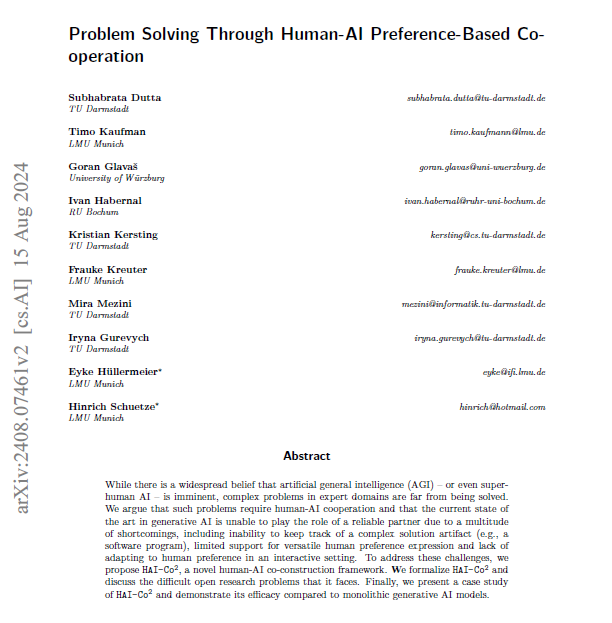 Problem Solving Through Human-AI Preference-Based Co-
operation
Subhabrata Dutta subhabrata.dutta@tu-darmstadt.de
TU Darmstadt
Timo Kaufman timo.kaufmann@lmu.de
LMU Munich
Goran Glavaš goran.glavas@uni-wuerzburg.de
University of Würzburg
Ivan Habernal ivan.habernal@ruhr-uni-bochum.de
RU Bochum
Kristian Kersting kersting@cs.tu-darmstadt.de
TU Darmstadt
Frauke Kreuter frauke.kreuter@lmu.de
LMU Munich
Mira Mezini mezini@informatik.tu-darmstadt.de
TU Darmstadt
Iryna Gurevych iryna.gurevych@tu-darmstadt.de
TU Darmstadt
Eyke Hüllermeier* eyke@ifi.lmu.de
LMU Munich
Hinrich Schuetze* hinrich@hotmail.com
LMU Munich
arXiv:2408.07461v2 [cs.AI] 15 Aug 2024
Abstract
While there is a widespread belief that artificial general intelligence (AGI) – or even super-
human AI – is imminent, complex problems in expert domains are far from being solved.
We argue that such problems require human-AI cooperation and that the current state of
the art in generative AI is unable to play the role of a reliable partner due to a multitude
of shortcomings, including inability to keep track of a complex solution artifact (e.g., a
software program), limited support for versatile human preference expression and lack of
adapting to human preference in an interactive setting. To address these challenges, we
propose HAI-Co², a novel human-AI co-construction framework. We formalize HAI-Co² and
discuss the difficult open research problems that it faces. Finally, we present a case study
of HAI-Co² and demonstrate its efficacy compared to monolithic generative AI models.